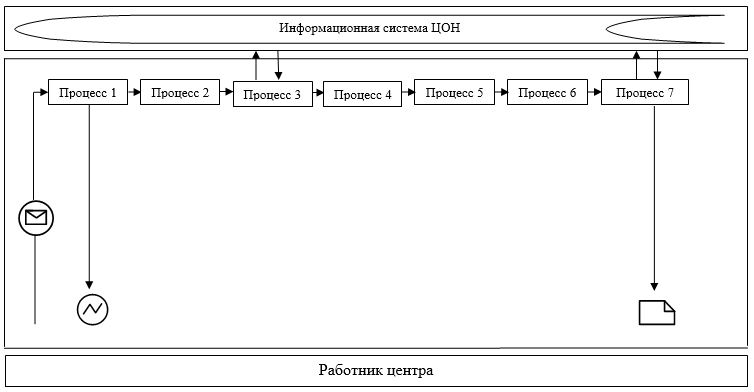 Информационная система ЦОН
Процесс 1
Процесс 2
Процесс 3
Процесс 4
Процесс 5
Процесс 6
Процесс 7
Работник центра